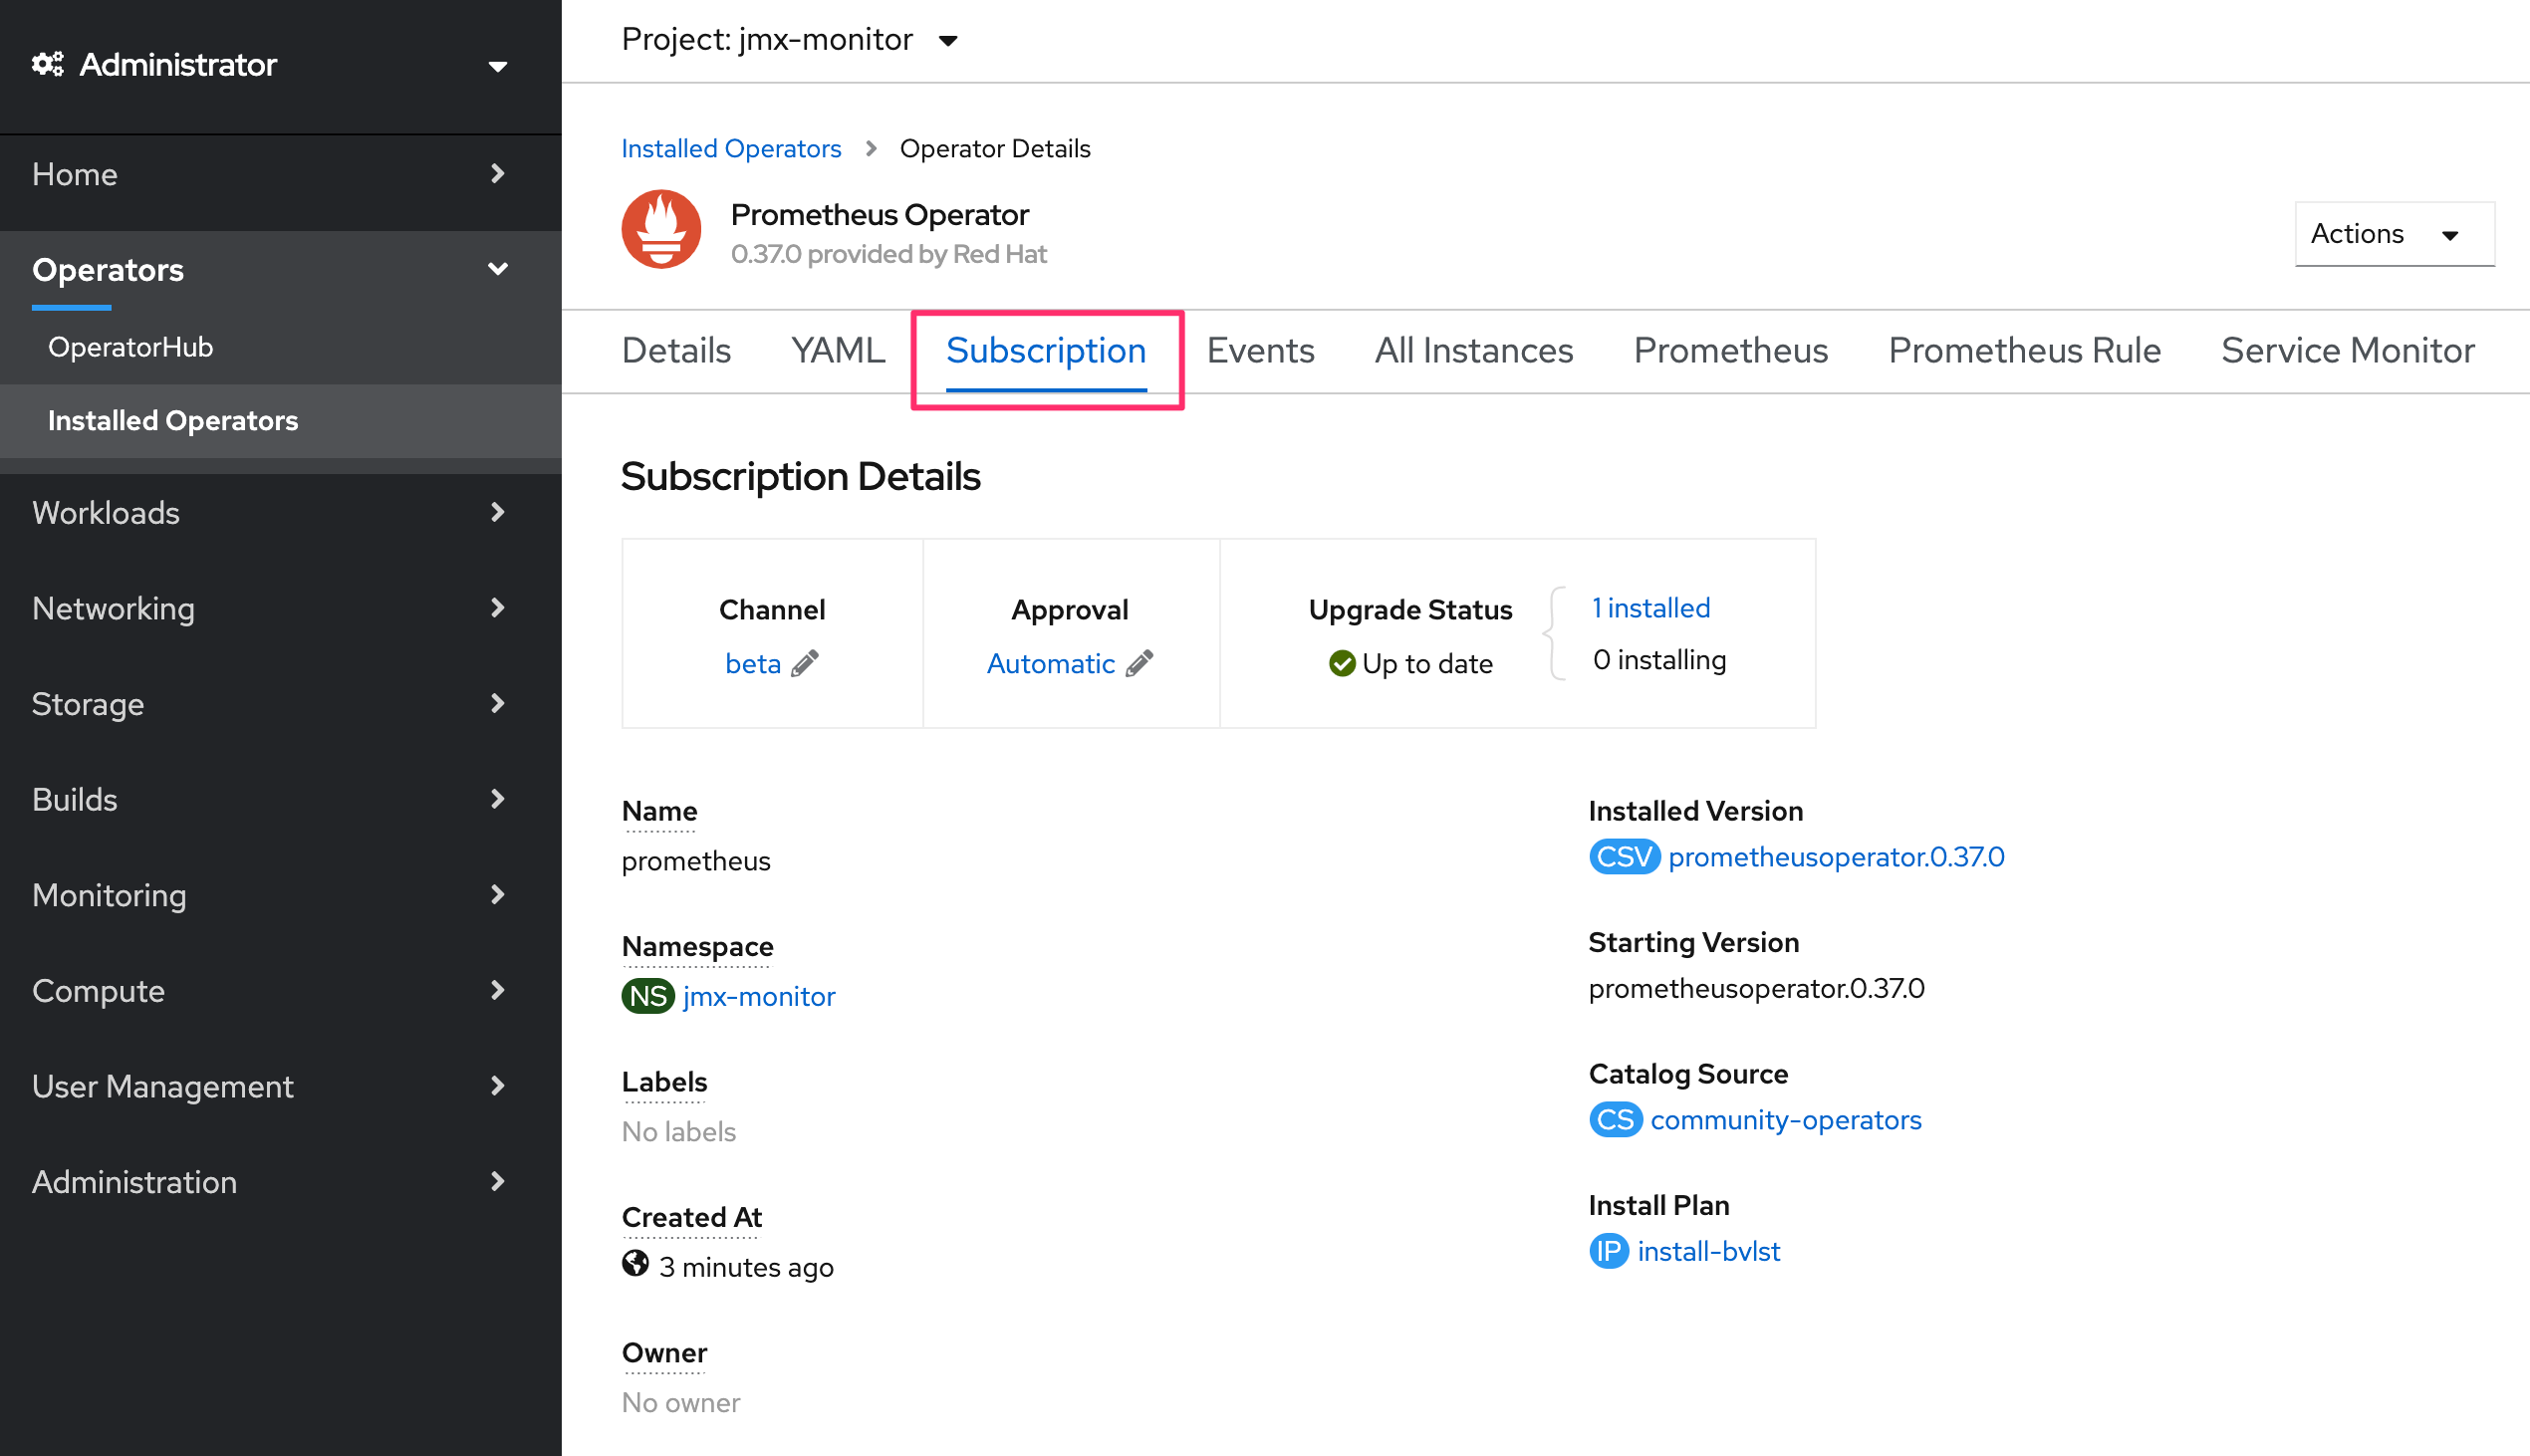 Administrator
Home
Operators
OperatorHub
Installed Operators
Workloads
Networking
Storage
Builds
Monitoring
Compute
User Management
Administration
Project: jmx-monitor
Installed Operators > Operator Details
Prometheus Operator
0.37.0 provided by Red Hat
Actions
Details YAML Subscription Events All Instances Prometheus Prometheus Rule Service Monitor
Subscription Details
Channel
beta
Approval
Automatic
Upgrade Status
Up to date
1 installed
0 installing
Name
prometheus
Namespace
NS jmx-monitor
Labels
No labels
Created At
3 minutes ago
Owner
No owner
Installed Version
CSV prometheusoperator.0.37.0
Starting Version
prometheusoperator.0.37.0
Catalog Source
CS community-operators
Install Plan
IP install-bvlst